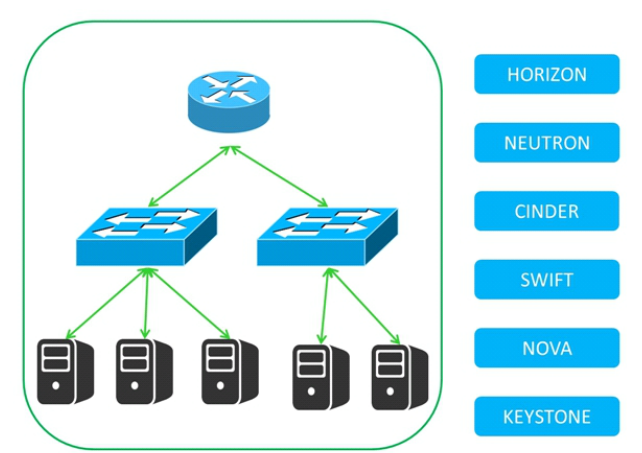 HORIZON
NEUTRON
CINDER
SWIFT
NOVA
KEYSTONE